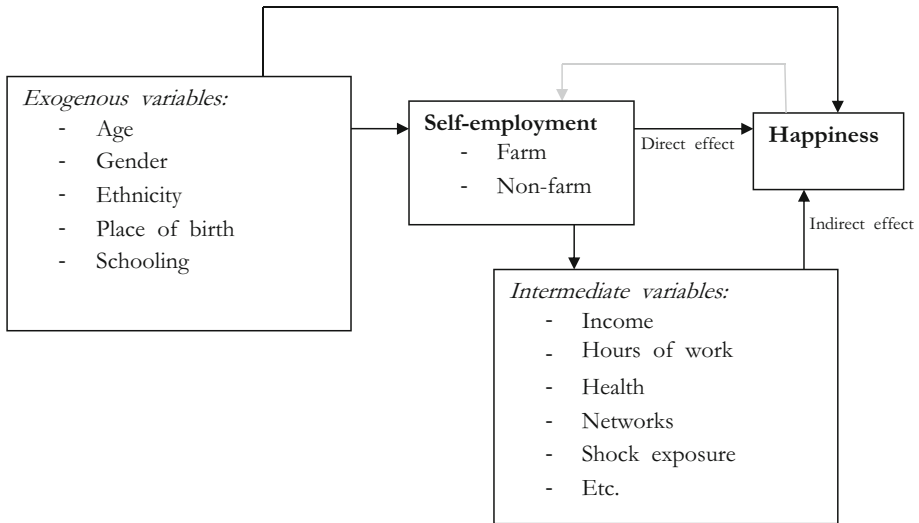 Exogenous variables:
- Age
- Gender
- Ethnicity
- Place of birth
- Schooling
Self-employment
- Farm
- Non-farm
Direct effect
Happiness
Indirect effect
Intermediate variables:
- Income
- Hours of work
- Health
- Networks
- Shock exposure
- Etc.